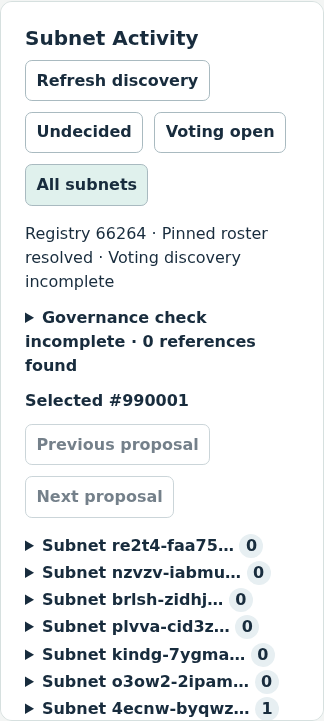 Subnet Activity
Refresh discovery
Undecided
Voting open
All subnets
Registry 66264 · Pinned roster
resolved · Voting discovery
incomplete
▶ Governance check
incomplete · 0 references
found
Selected #990001
Previous proposal
Next proposal
▶ Subnet re2t4-faa75… 0
▶ Subnet nzvzv-iabmu… 0
▶ Subnet brlsh-zidhj… 0
▶ Subnet plvva-cid3z… 0
▶ Subnet kindg-7ygma… 0
▶ Subnet o3ow2-2ipam… 0
▶ Subnet 4ecnw-byqwz… 1